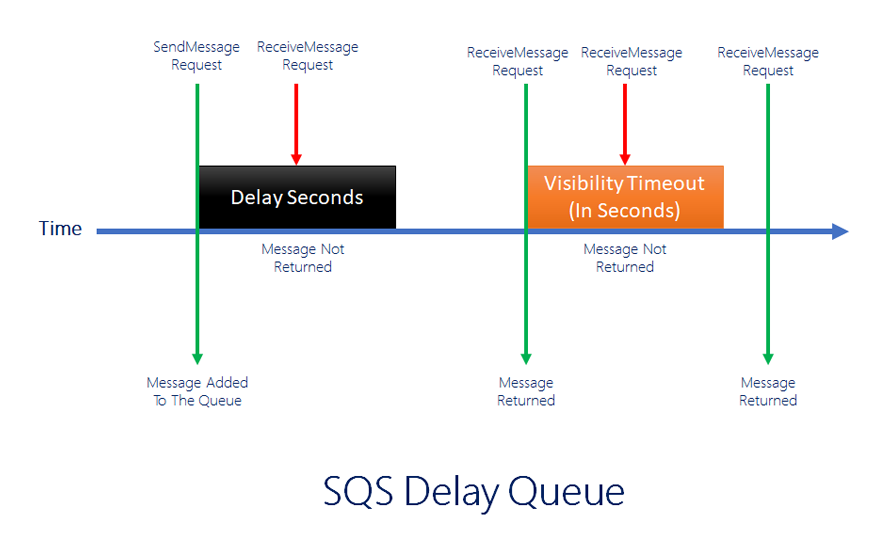 SendMessage
Request
ReceiveMessage
Request
ReceiveMessage
Request
ReceiveMessage
Request
ReceiveMessage
Request
Delay Seconds
Visibility Timeout
(In Seconds)
Time
Message Not
Returned
Message Not
Returned
Message Added
To The Queue
Message
Returned
Message
Returned
SQS Delay Queue